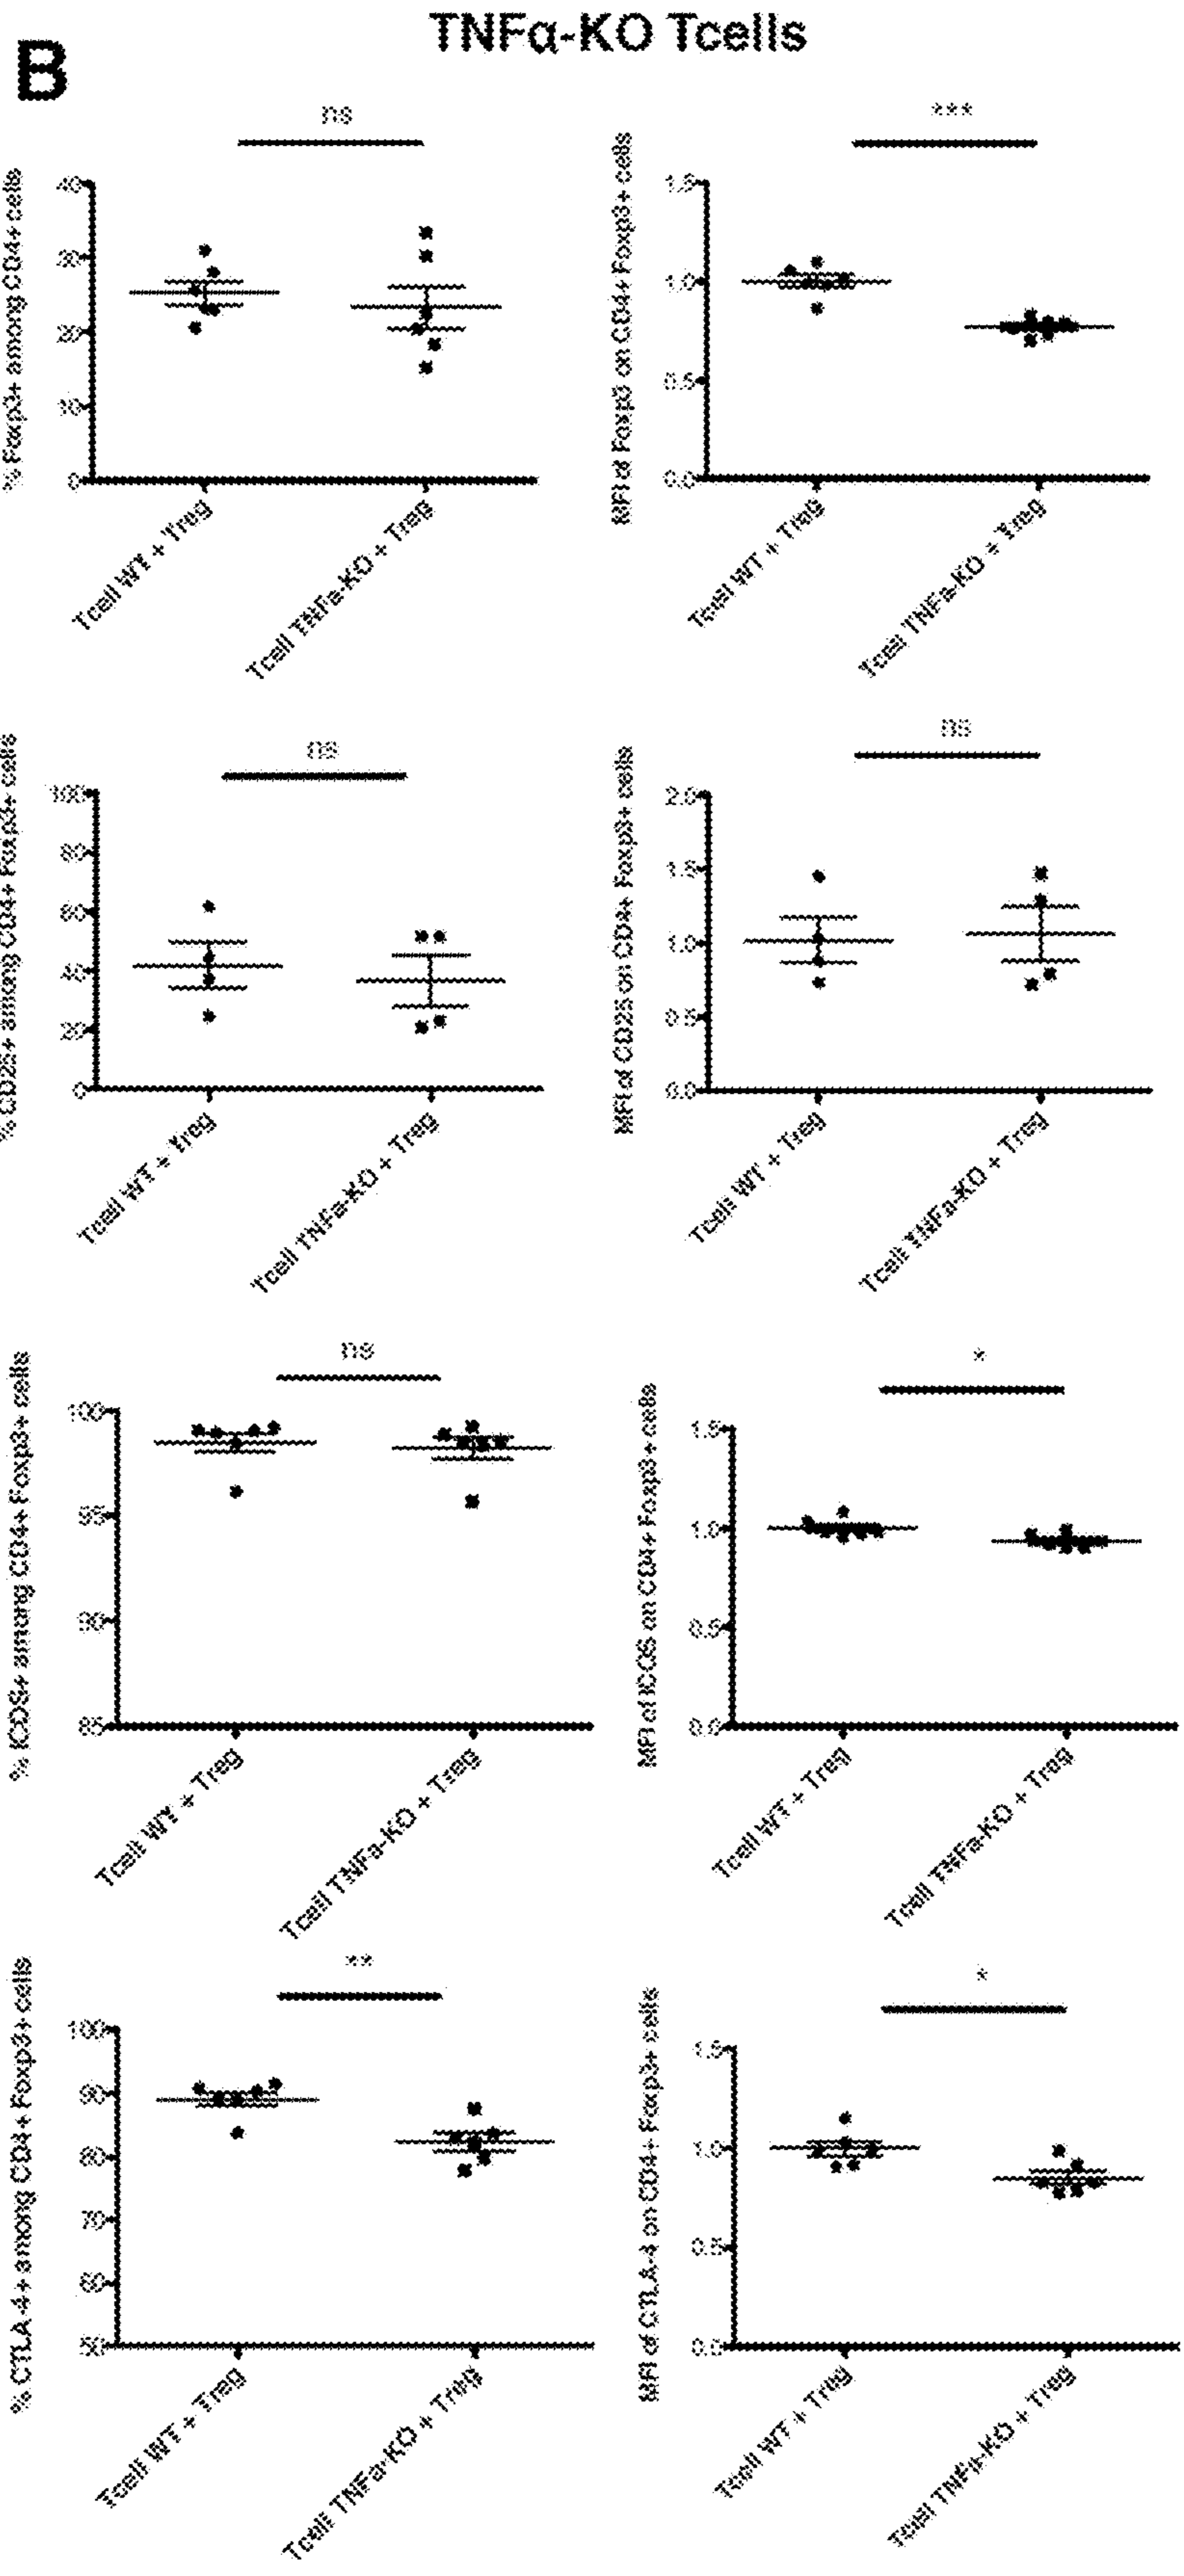 TNFα-KO Tcells
B
ns
% Foxp3+ among CD4+ cells
40
30
20
10
0
Tcell WT + Treg
Tcell TNFa-KO + Treg
***
MFI of Foxp3 on CD4+ Foxp3+ cells
1.5
1.0
0.5
0.0
Tcell WT + Treg
Tcell TNFa-KO + Treg
ns
% CD25+ among CD4+ Foxp3+ cells
100
80
60
40
20
0
Tcell WT + Treg
Tcell TNFa-KO + Treg
ns
MFI of CD25 on CD4+ Foxp3+ cells
2.0
1.5
1.0
0.5
0.0
Tcell WT + Treg
Tcell TNFa-KO + Treg
ns
% ICOS+ among CD4+ Foxp3+ cells
100
95
90
85
Tcell WT + Treg
Tcell TNFa-KO + Treg
*
MFI of ICOS on CD4+ Foxp3+ cells
1.5
1.0
0.5
0.0
Tcell WT + Treg
Tcell TNFa-KO + Treg
**
% CTLA-4+ among CD4+ Foxp3+ cells
100
90
80
70
60
50
Tcell WT + Treg
Tcell TNFa-KO + Treg
*
MFI of CTLA-4 on CD4+ Foxp3+ cells
1.5
1.0
0.5
0.0
Tcell WT + Treg
Tcell TNFa-KO + Treg